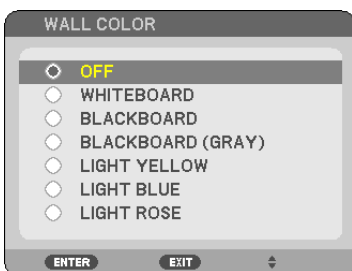 WALL COLOR
OFF
WHITEBOARD
BLACKBOARD
BLACKBOARD (GRAY)
LIGHT YELLOW
LIGHT BLUE
LIGHT ROSE
ENTER EXIT